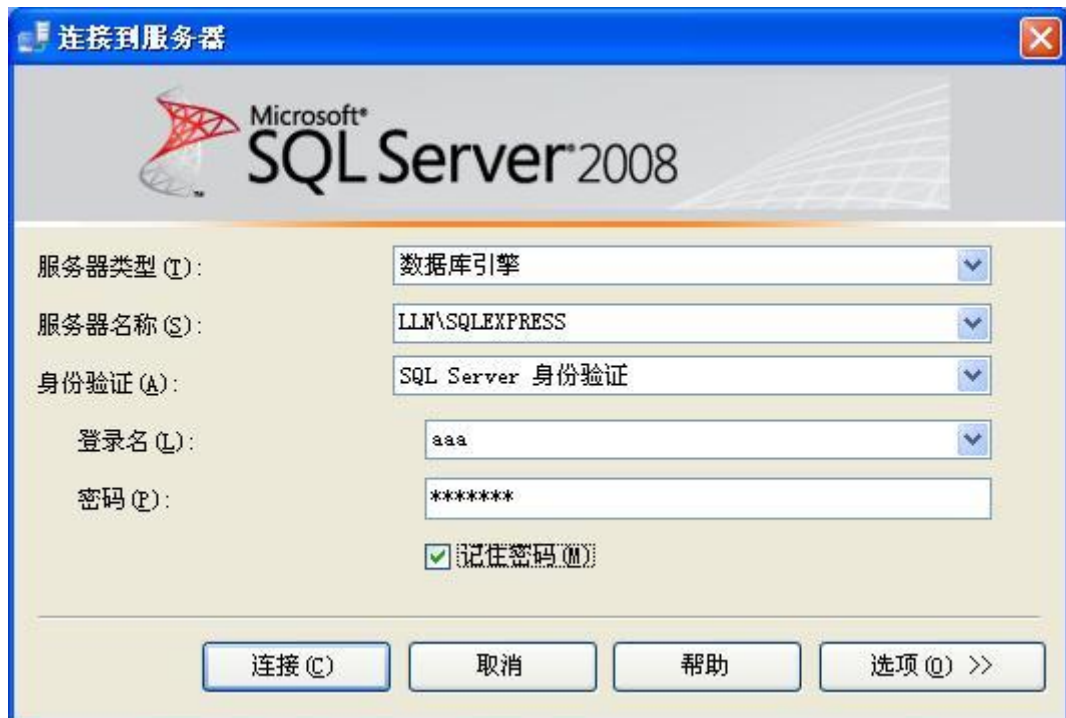 连接到服务器
Microsoft®
SQL Server® 2008
™
服务器类型(T): 数据库引擎
服务器名称(S): LLN\SQLEXPRESS
身份验证(A): SQL Server 身份验证
登录名(L): aaa
密码(P): *******
记住密码(M)
连接(C) 取消 帮助 选项(O) >>